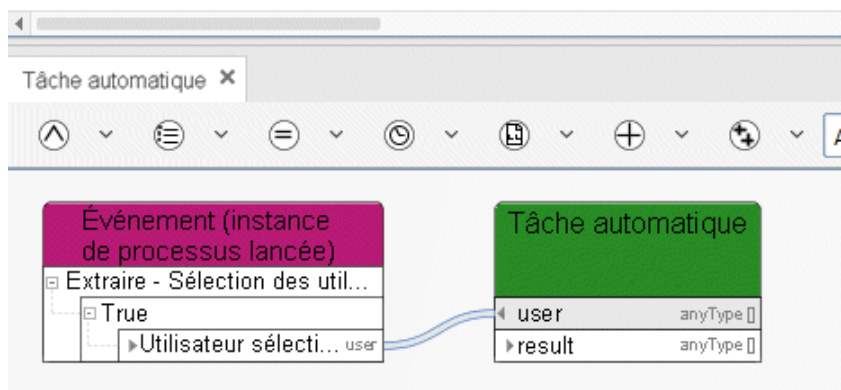 Tâche automatique
Événement (instance
de processus lancée)
Extraire - Sélection des util...
True
Utilisateur sélecti... user
Tâche automatique
user anyType []
result anyType []